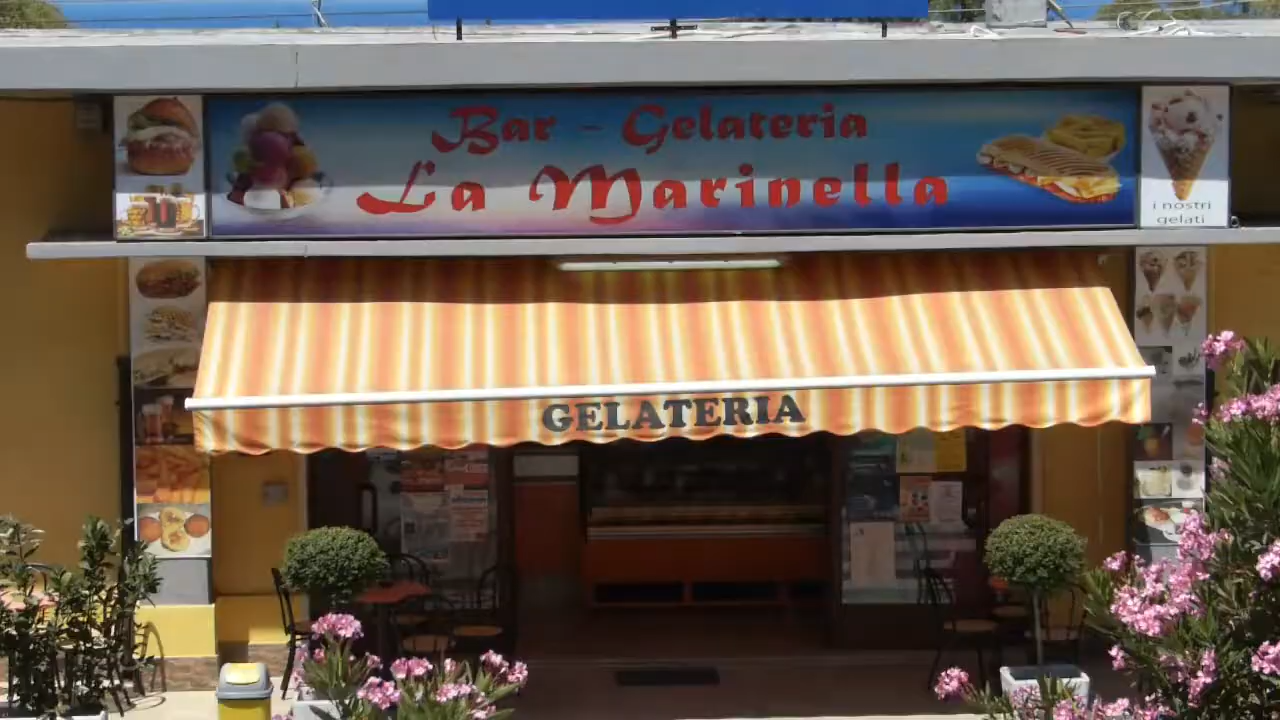 Bar - Gelateria
La Marinella
i nostri
gelati
GELATERIA